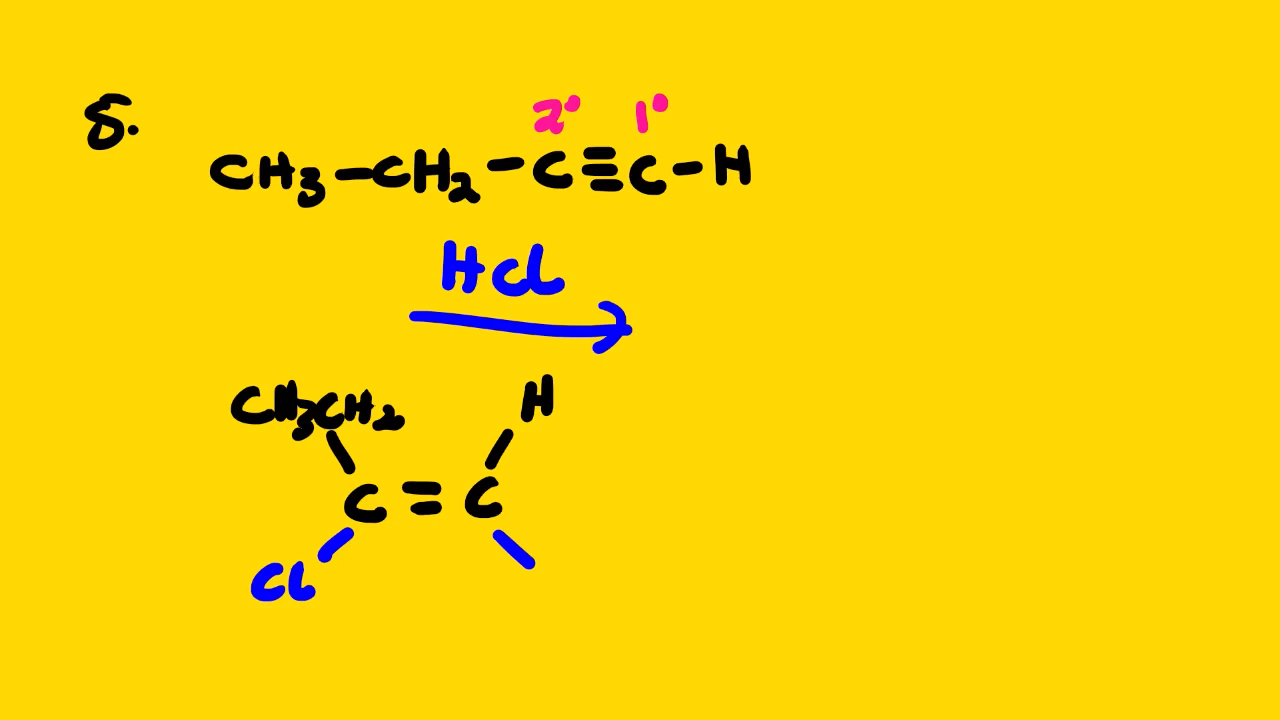 8.
2° 1°
CH₃-CH₂-C≡C-H
HCl
CH₃CH₂ H
C=C
Cl